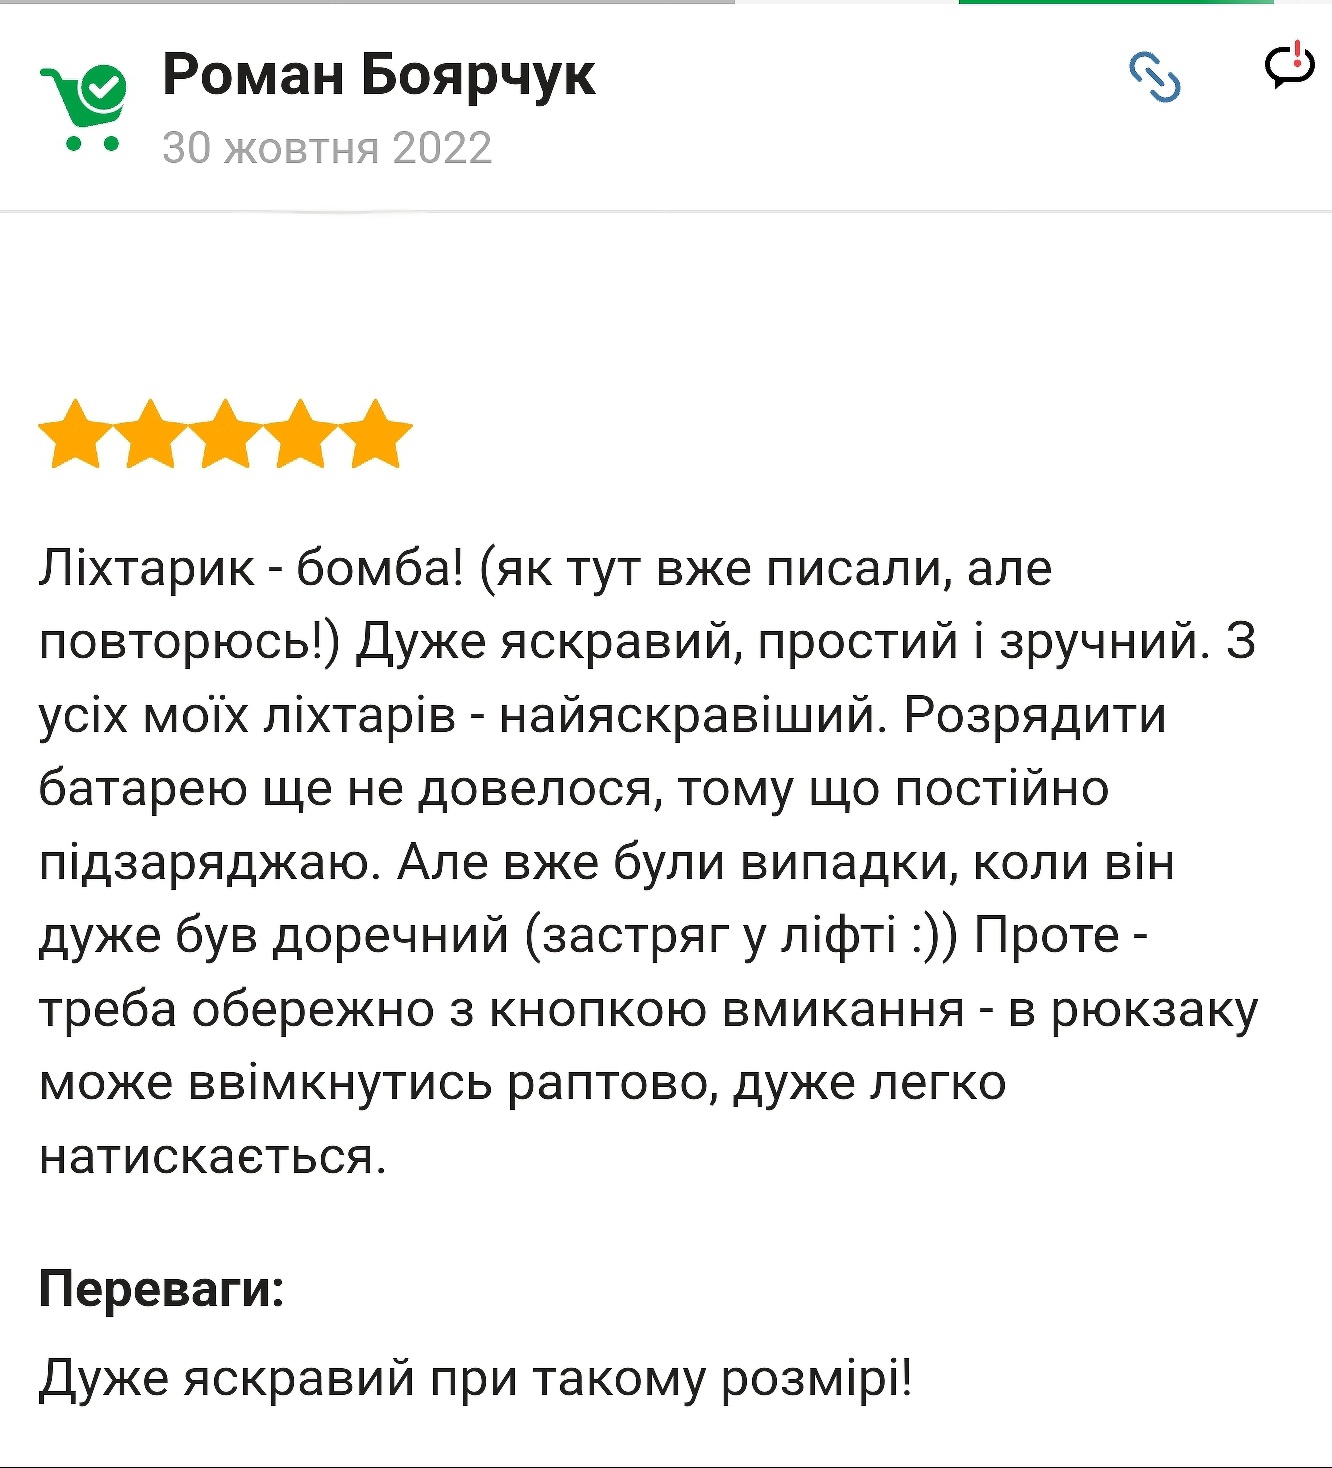 Роман Боярчук
30 жовтня 2022
Ліхтарик - бомба! (як тут вже писали, але
повторюсь!) Дуже яскравий, простий і зручний. З
усіх моїх ліхтарів - найяскравіший. Розрядити
батарею ще не довелося, тому що постійно
підзаряджаю. Але вже були випадки, коли він
дуже був доречний (застряг у ліфті :)) Проте -
треба обережно з кнопкою вмикання - в рюкзаку
може ввімкнутись раптово, дуже легко
натискається.
Переваги:
Дуже яскравий при такому розмірі!